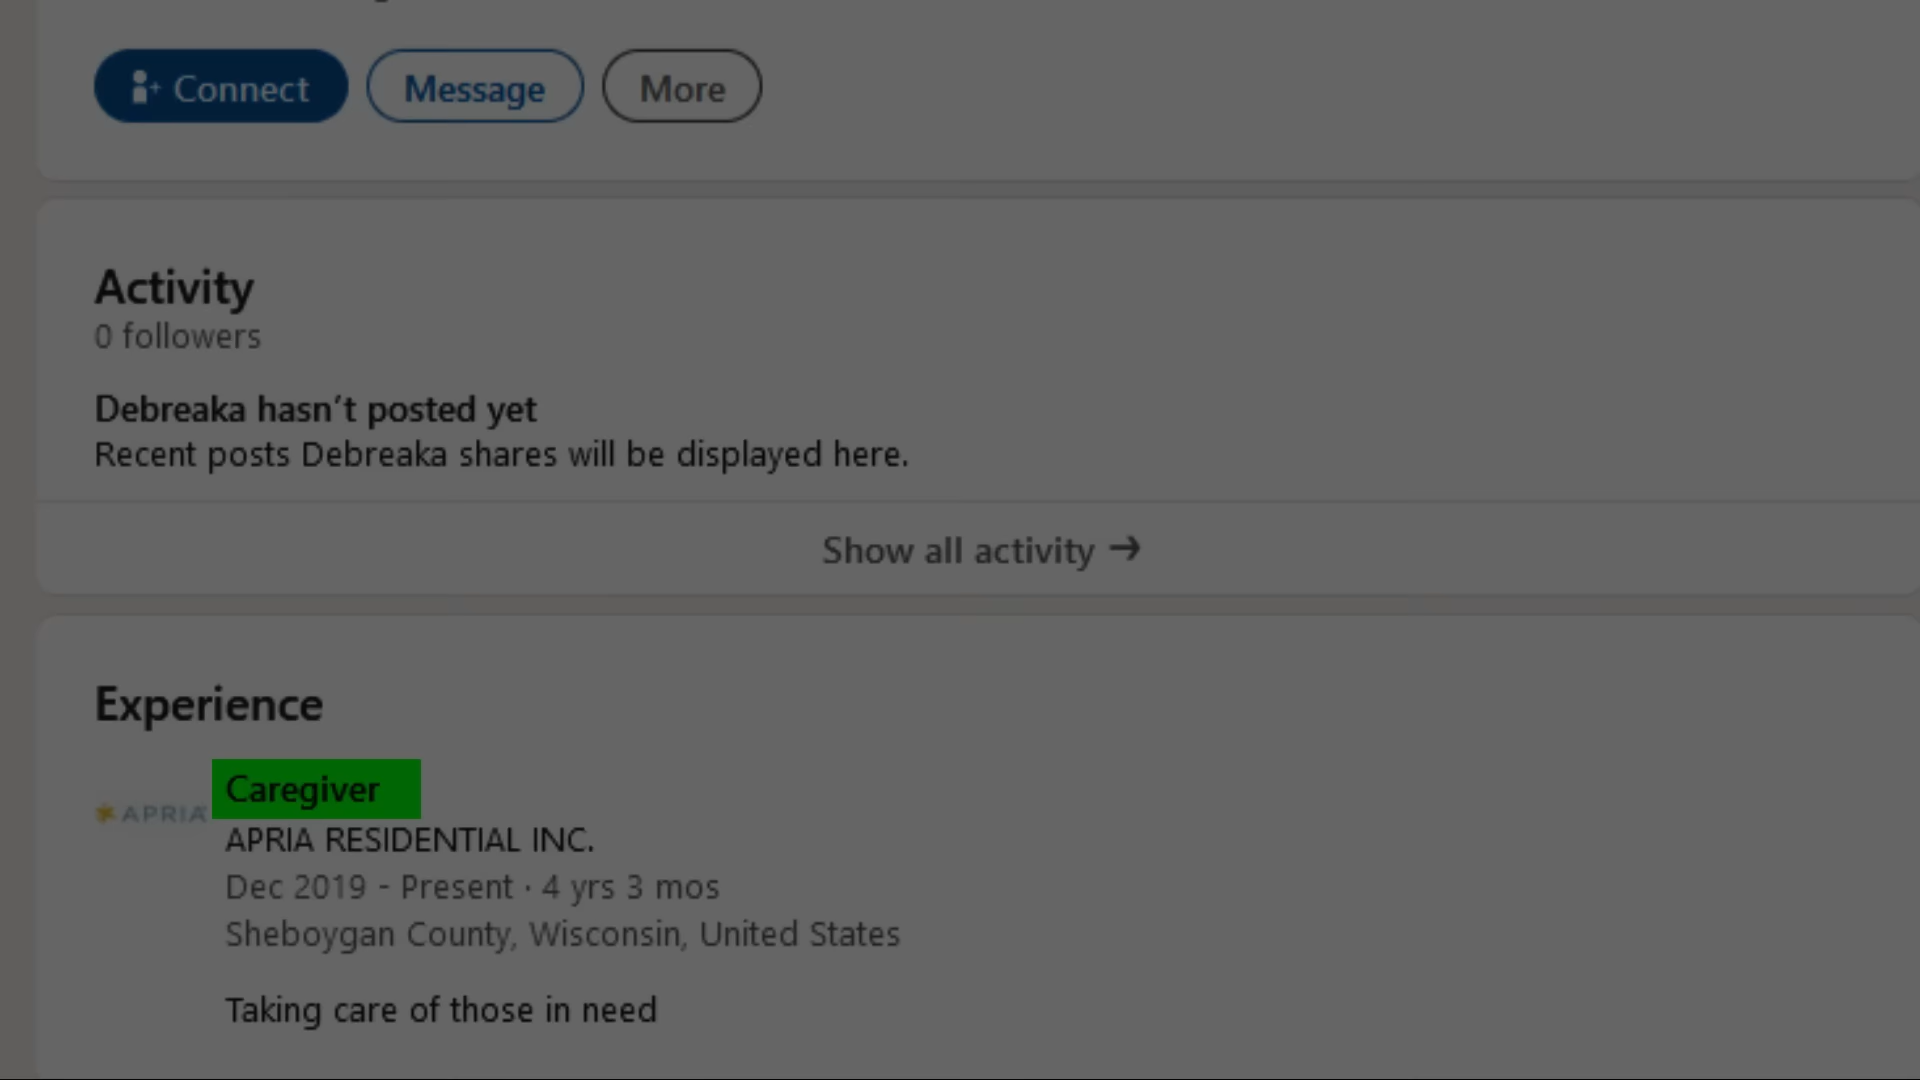 Connect
Message
More
Activity
0 followers
Debreaka hasn’t posted yet
Recent posts Debreaka shares will be displayed here.
Show all activity →
Experience
APRIA
Caregiver
APRIA RESIDENTIAL INC.
Dec 2019 - Present · 4 yrs 3 mos
Sheboygan County, Wisconsin, United States
Taking care of those in need